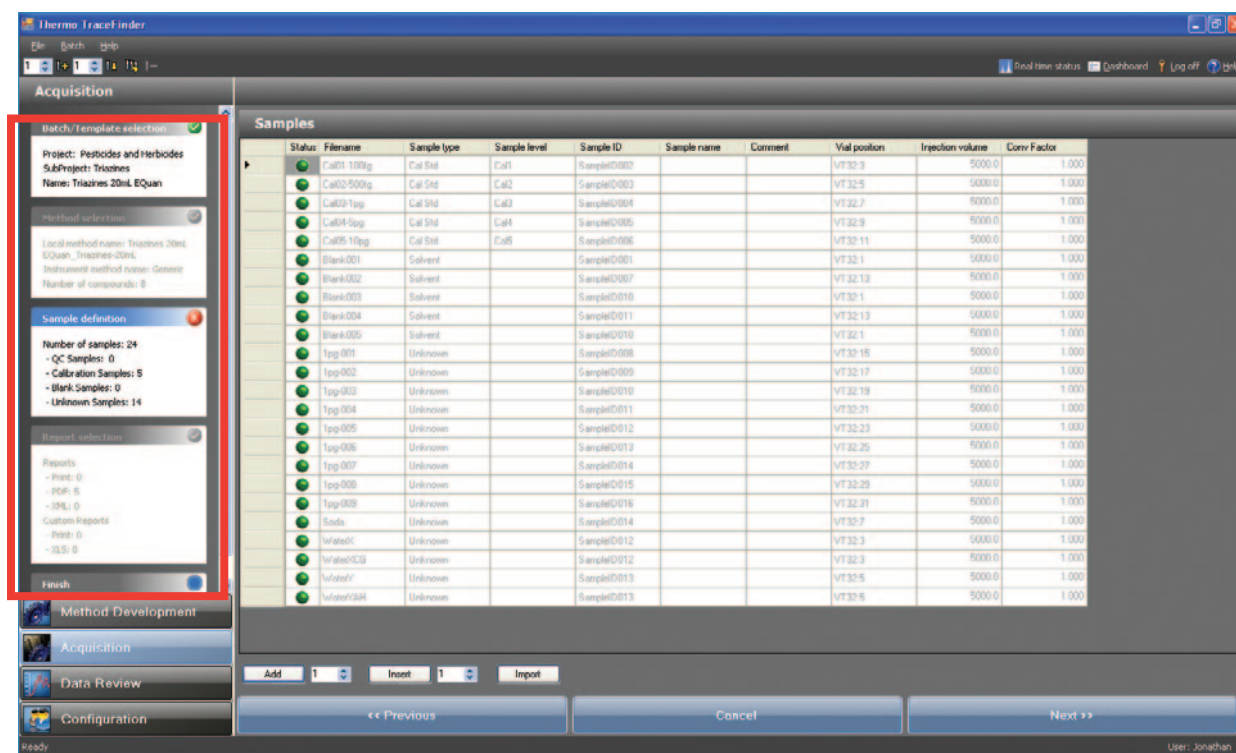 Thermo TraceFinder
File Batch Help
1 1
Real time status Dashboard Log off Help
Acquisition
Batch/Template selection
Project: Pesticides and Herbicides
SubProject: Triazines
Name: Triazines 20mL EQuan
Method selection
Local method name: Triazines 20mL
EQuan_Triazines-20mL
Instrument method name: Generic
Number of compounds: 8
Sample definition
Number of samples: 24
- QC Samples: 0
- Calibration Samples: 5
- Blank Samples: 0
- Unknown Samples: 14
Report selection
Reports
- Print: 0
- PDF: 5
- XML: 0
Custom Reports
- Print: 0
- XLS: 0
Finish
Method Development
Acquisition
Data Review
Configuration
Samples
Status Filename Sample type Sample level Sample ID Sample name Comment Vial position Injection volume Conv Factor
Cal01-100fg Cal Std Cal1 SampleID002 VT32:3 5000.0 1.000
Cal02-500fg Cal Std Cal2 SampleID003 VT32:5 5000.0 1.000
Cal03-1pg Cal Std Cal3 SampleID004 VT32:7 5000.0 1.000
Cal04-5pg Cal Std Cal4 SampleID005 VT32:9 5000.0 1.000
Cal05-10pg Cal Std Cal5 SampleID006 VT32:11 5000.0 1.000
Blank001 Solvent SampleID001 VT32:1 5000.0 1.000
Blank002 Solvent SampleID007 VT32:13 5000.0 1.000
Blank003 Solvent SampleID010 VT32:1 5000.0 1.000
Blank004 Solvent SampleID011 VT32:13 5000.0 1.000
Blank005 Solvent SampleID010 VT32:1 5000.0 1.000
1pg-001 Unknown SampleID008 VT32:15 5000.0 1.000
1pg-002 Unknown SampleID009 VT32:17 5000.0 1.000
1pg-003 Unknown SampleID010 VT32:19 5000.0 1.000
1pg-004 Unknown SampleID011 VT32:21 5000.0 1.000
1pg-005 Unknown SampleID012 VT32:23 5000.0 1.000
1pg-006 Unknown SampleID013 VT32:25 5000.0 1.000
1pg-007 Unknown SampleID014 VT32:27 5000.0 1.000
1pg-008 Unknown SampleID015 VT32:29 5000.0 1.000
1pg-009 Unknown SampleID016 VT32:31 5000.0 1.000
Soda Unknown SampleID014 VT32:7 5000.0 1.000
WaterX Unknown SampleID012 VT32:3 5000.0 1.000
WaterXCG Unknown SampleID012 VT32:3 5000.0 1.000
WaterY Unknown SampleID013 VT32:5 5000.0 1.000
WaterYAH Unknown SampleID013 VT32:5 5000.0 1.000
Add 1 Insert 1 Import
<< Previous Cancel Next >>
Ready User: Jonathan